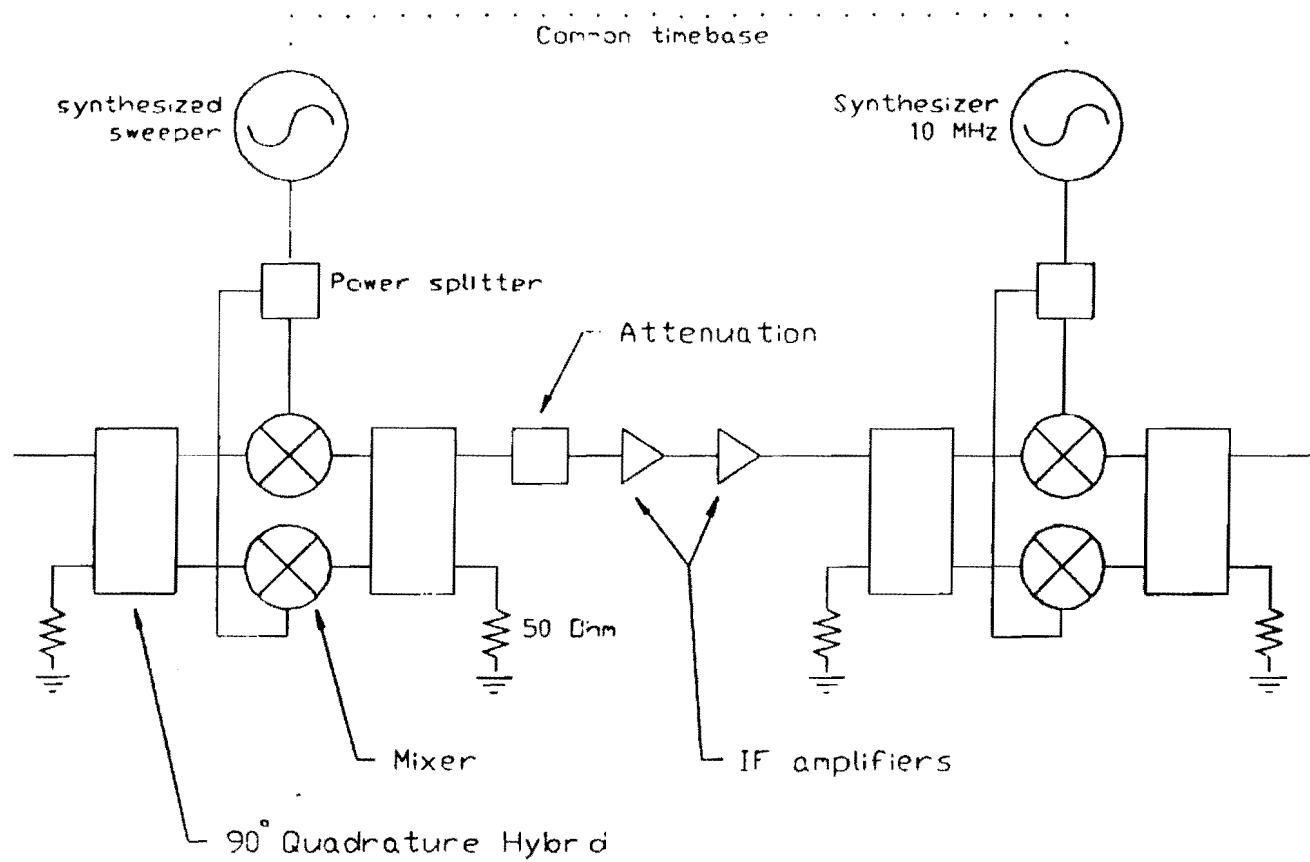 Common timebase
synthesized
sweeper
Synthesizer
10 MHz
Power splitter
Attenuation
50 Ohm
Mixer
IF amplifiers
90° Quadrature Hybrid